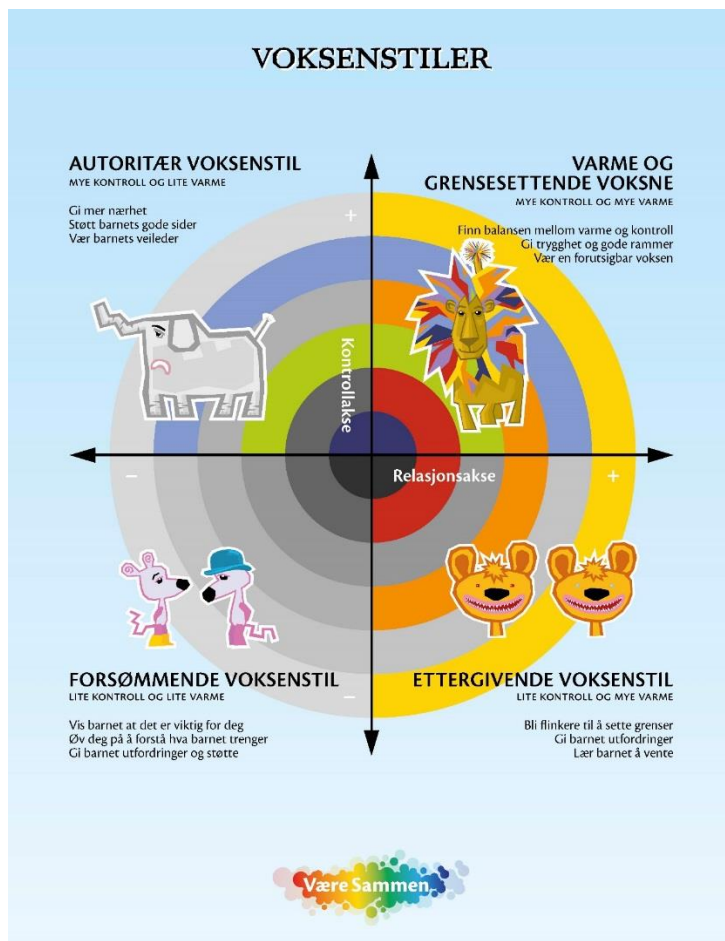 VOKSENSTILER
AUTORITÆR VOKSENSTIL
MYE KONTROLL OG LITE VARME
Gi mer nærhet
Støtt barnets gode sider
Vær barnets veileder
VARME OG
GRENSESETTENDE VOKSNE
MYE KONTROLL OG MYE VARME
Finn balansen mellom varme og kontroll
Gi trygghet og gode rammer
Vær en forutsigbar voksen
+
Kontrollakse
–
Relasjonsakse
+
–
FORSØMMENDE VOKSENSTIL
LITE KONTROLL OG LITE VARME
Vis barnet at det er viktig for deg
Øv deg på å forstå hva barnet trenger
Gi barnet utfordringer og støtte
ETTERGIVENDE VOKSENSTIL
LITE KONTROLL OG MYE VARME
Bli flinkere til å sette grenser
Gi barnet utfordringer
Lær barnet å vente
Være Sammen